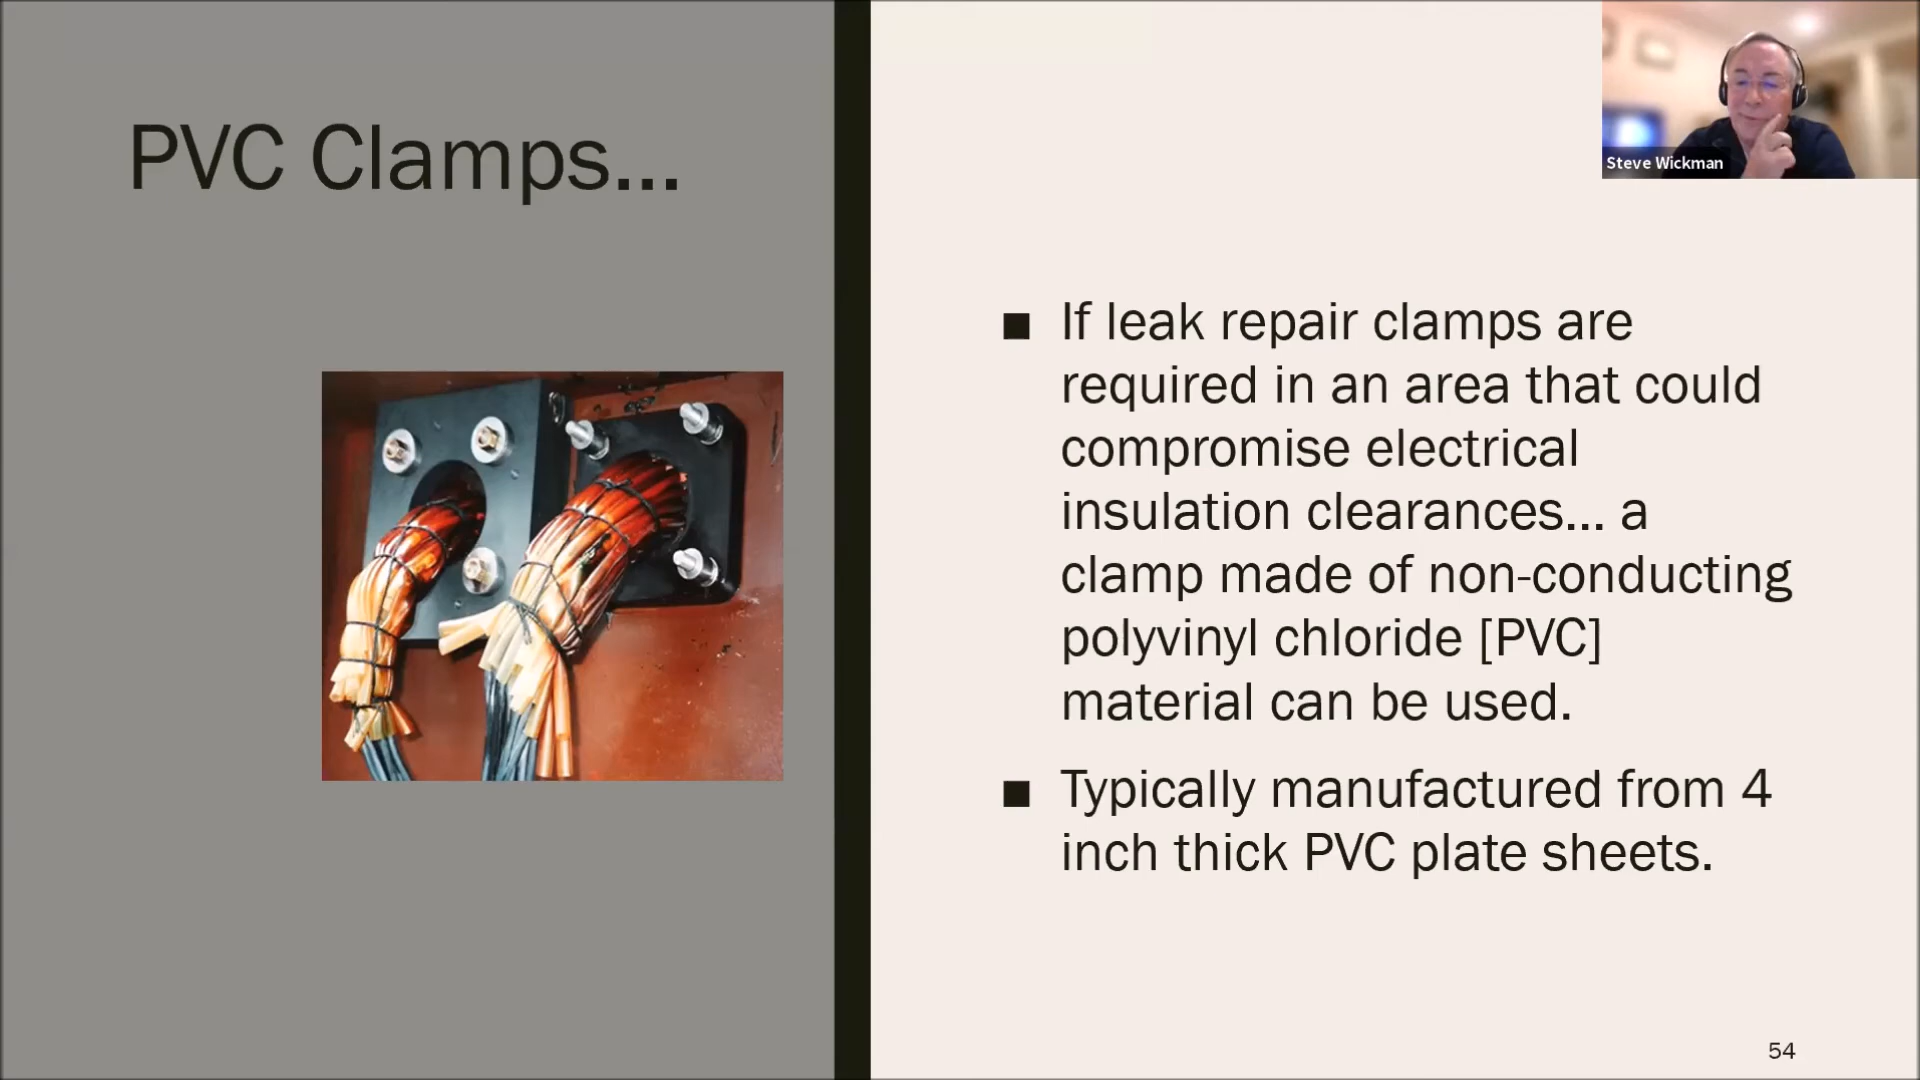 PVC Clamps...
Steve Wickman
■ If leak repair clamps are
required in an area that could
compromise electrical
insulation clearances... a
clamp made of non-conducting
polyvinyl chloride [PVC]
material can be used.
■ Typically manufactured from 4
inch thick PVC plate sheets.
54